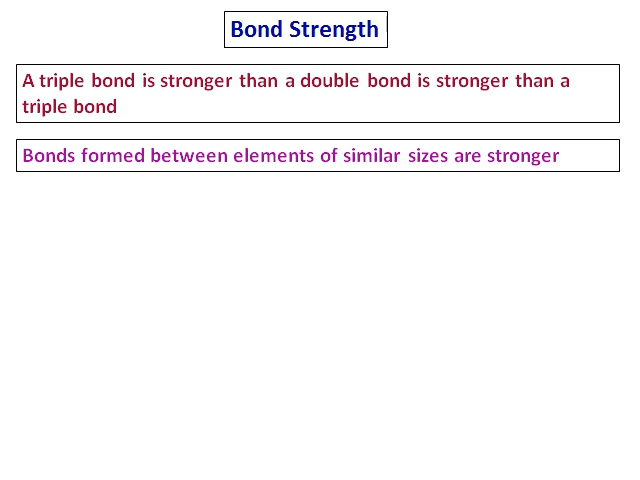 Bond Strength
A triple bond is stronger than a double bond is stronger than a
triple bond
Bonds formed between elements of similar sizes are stronger